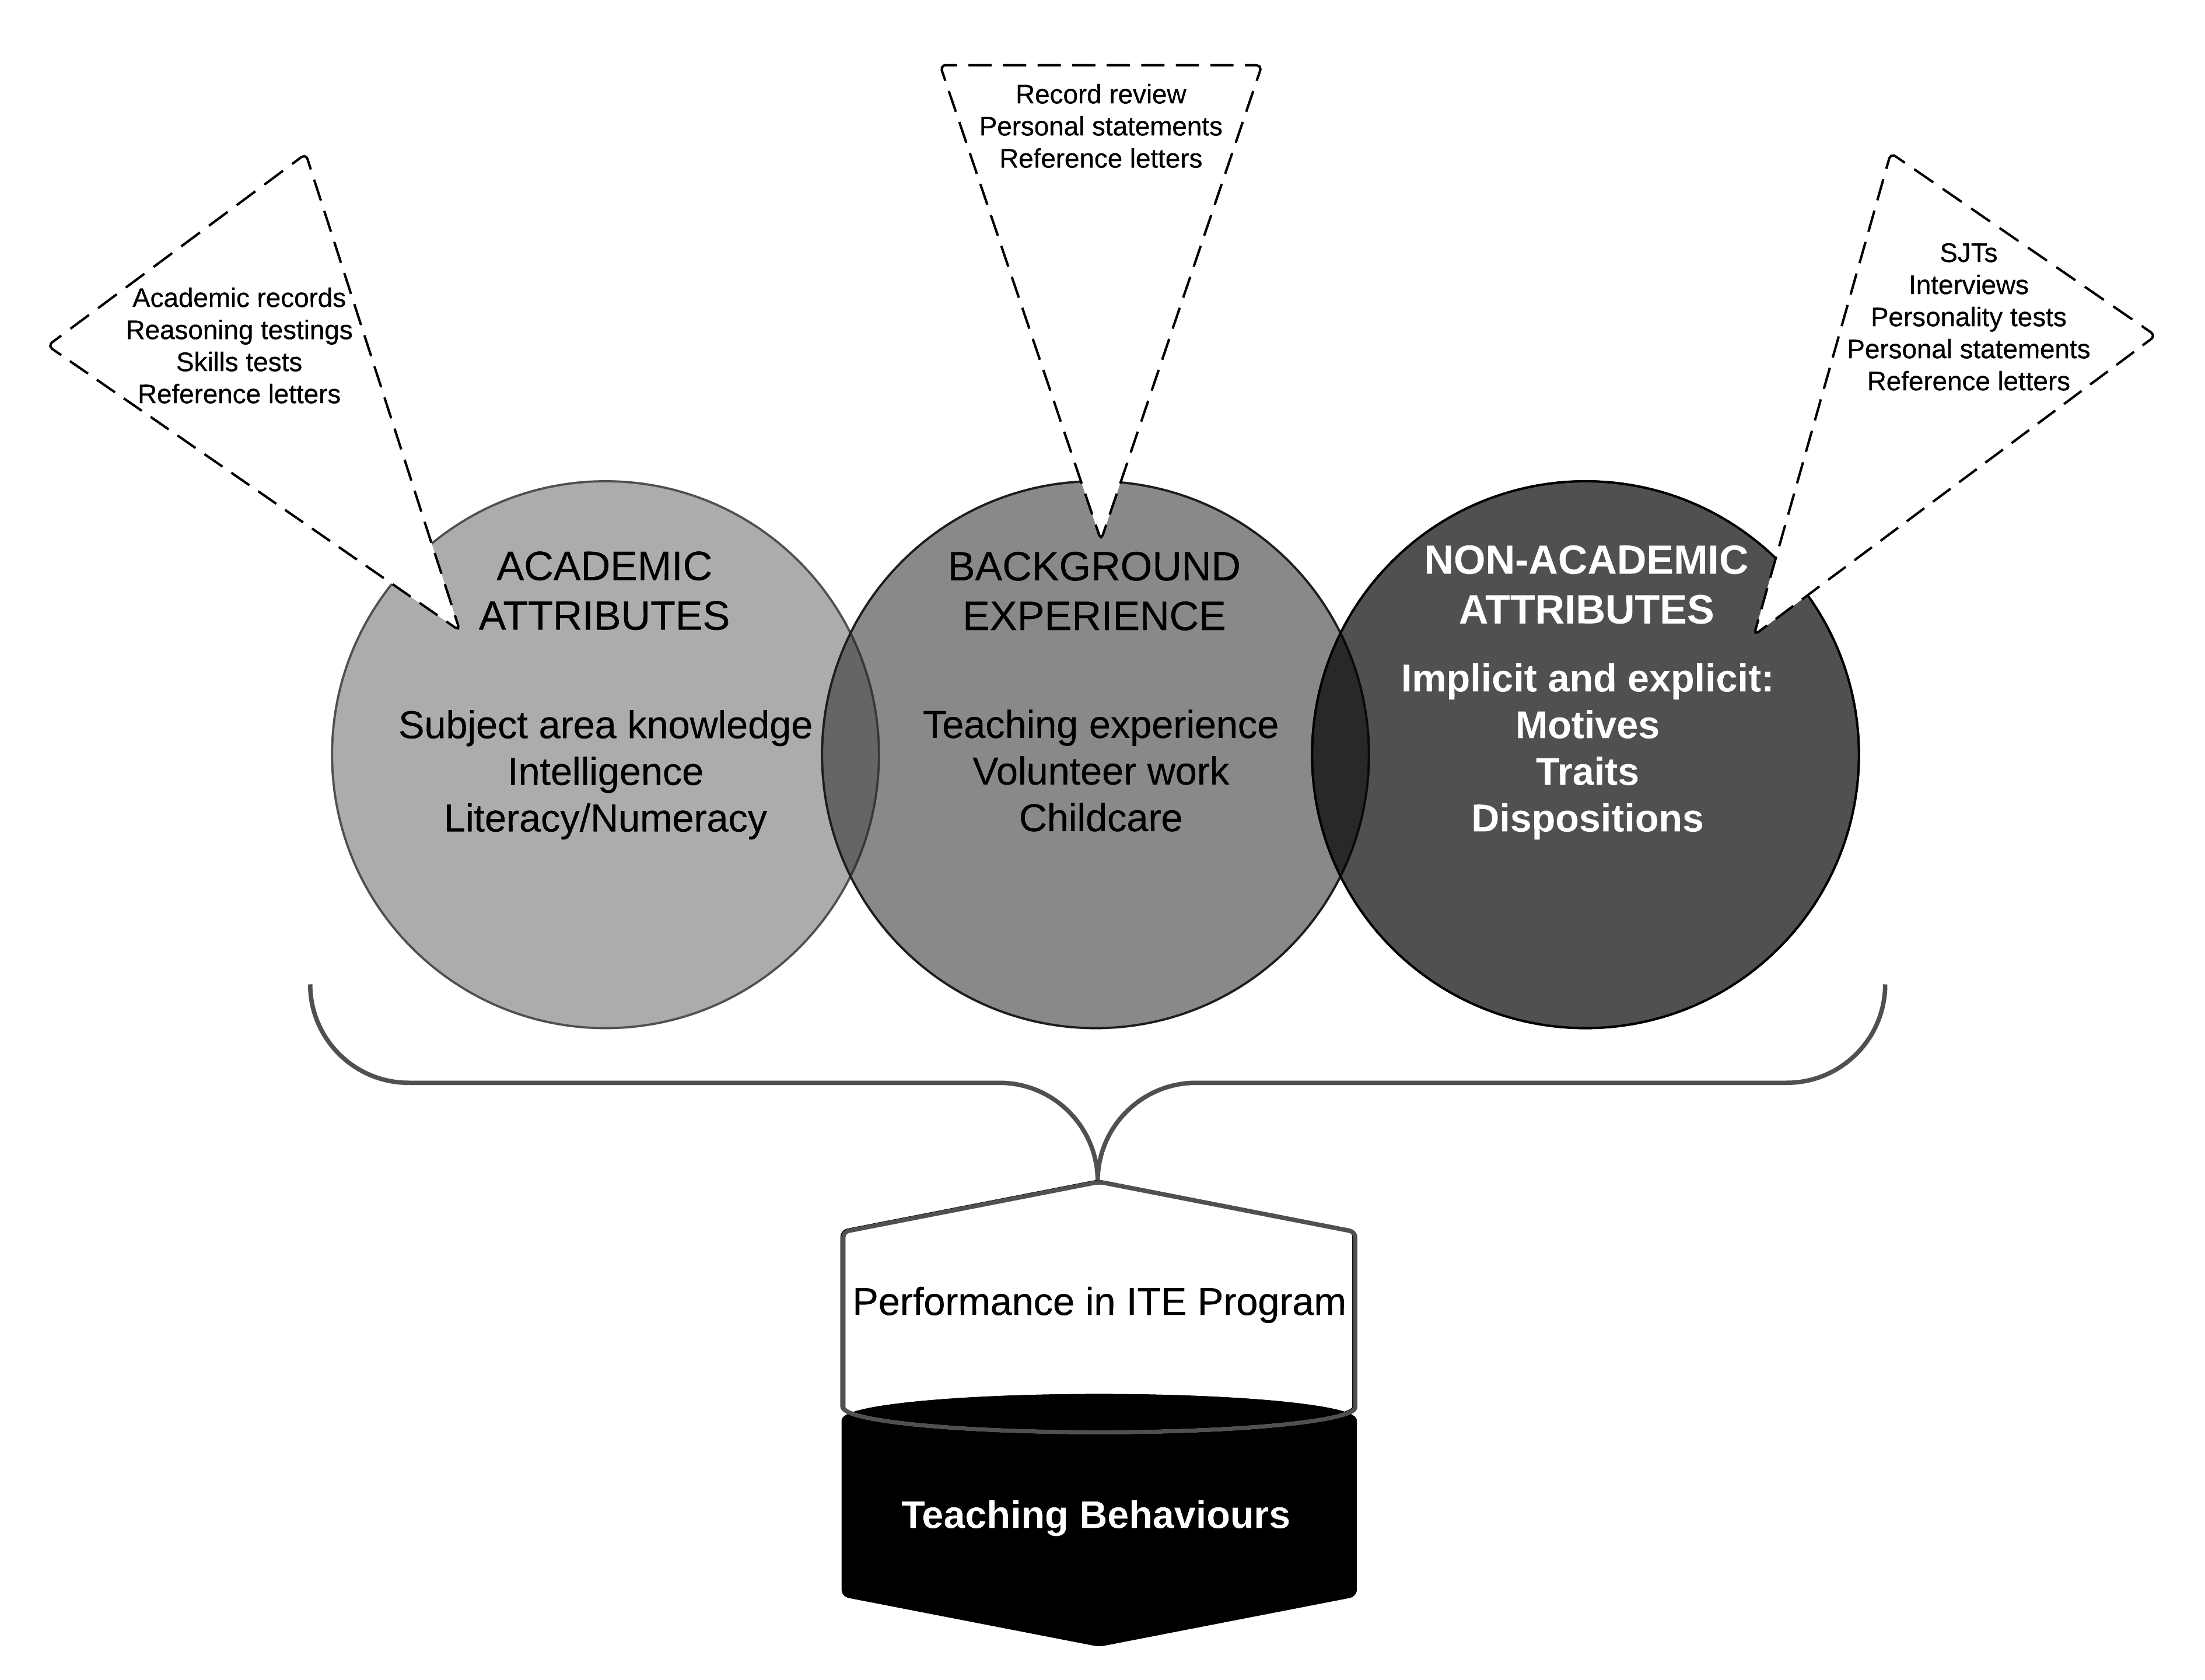 Record review
Personal statements
Reference letters
Academic records
Reasoning testings
Skills tests
Reference letters
SJTs
Interviews
Personality tests
Personal statements
Reference letters
ACADEMIC
ATTRIBUTES
Subject area knowledge
Intelligence
Literacy/Numeracy
BACKGROUND
EXPERIENCE
Teaching experience
Volunteer work
Childcare
NON-ACADEMIC
ATTRIBUTES
Implicit and explicit:
Motives
Traits
Dispositions
Performance in ITE Program
Teaching Behaviours